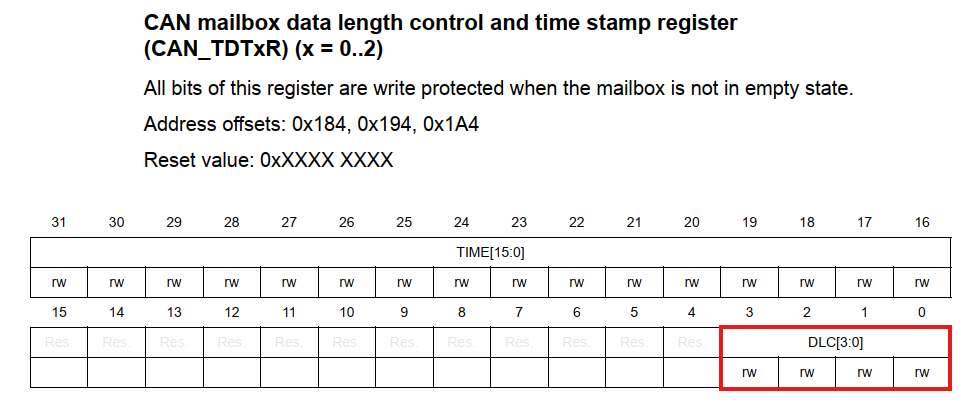 CAN mailbox data length control and time stamp register
(CAN_TDTxR) (x = 0..2)
All bits of this register are write protected when the mailbox is not in empty state.
Address offsets: 0x184, 0x194, 0x1A4
Reset value: 0xXXXX XXXX
31 30 29 28 27 26 25 24 23 22 21 20 19 18 17 16
TIME[15:0]
rw rw rw rw rw rw rw rw rw rw rw rw rw rw rw rw
15 14 13 12 11 10 9 8 7 6 5 4 3 2 1 0
Res. Res. Res. Res. Res. Res. Res. Res. Res. Res. Res. Res. DLC[3:0]
rw rw rw rw